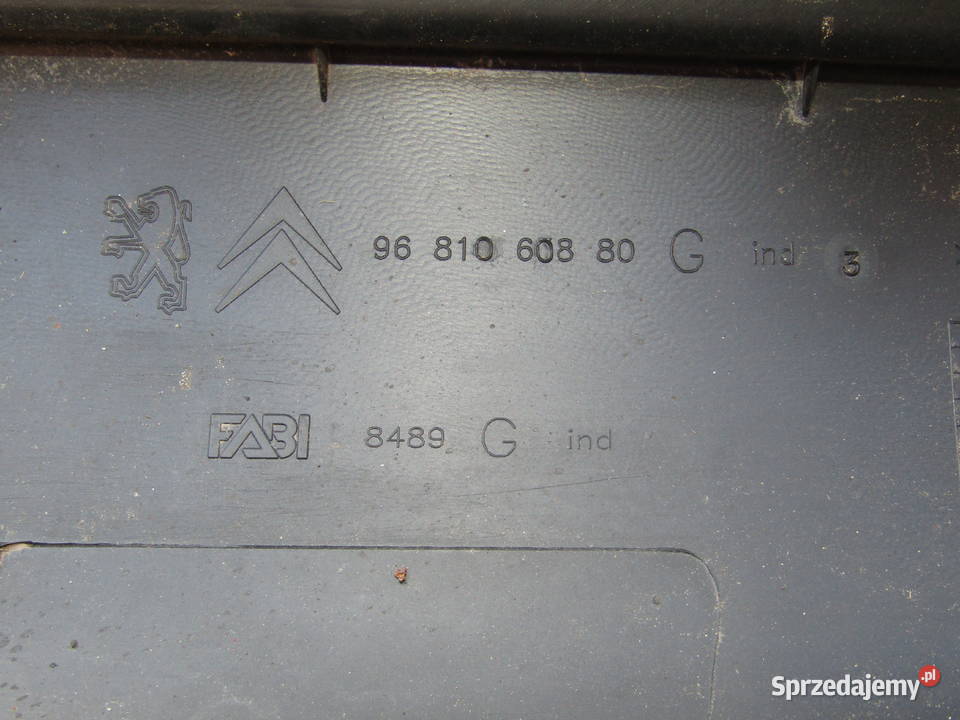 96 810 608 80 G ind 3
FABI 8489 G ind
Sprzedajemy.pl